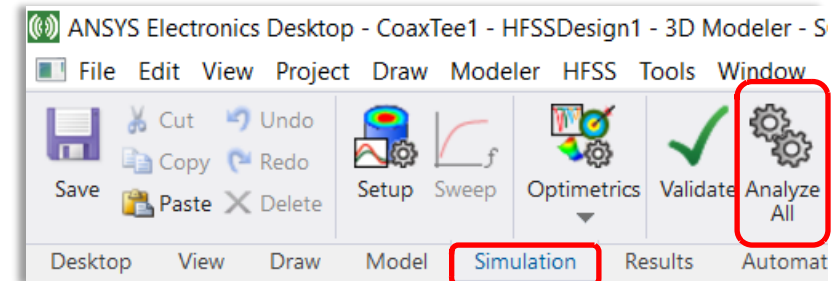 ANSYS Electronics Desktop - CoaxTee1 - HFSSDesign1 - 3D Modeler - S
File Edit View Project Draw Modeler HFSS Tools Window
Cut Undo
Copy Redo
Paste Delete
Save
Setup Sweep Optimetrics Validate Analyze
All
Desktop View Draw Model Simulation Results Automat